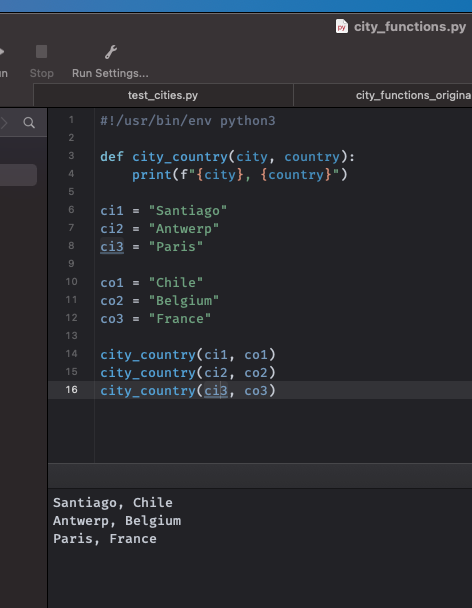 py city_functions.py
Stop Run Settings...
test_cities.py city_functions_origina
1 #!/usr/bin/env python3
2
3 def city_country(city, country):
4 print(f"{city}, {country}")
5
6 ci1 = "Santiago"
7 ci2 = "Antwerp"
8 ci3 = "Paris"
9
10 co1 = "Chile"
11 co2 = "Belgium"
12 co3 = "France"
13
14 city_country(ci1, co1)
15 city_country(ci2, co2)
16 city_country(ci3, co3)
Santiago, Chile
Antwerp, Belgium
Paris, France